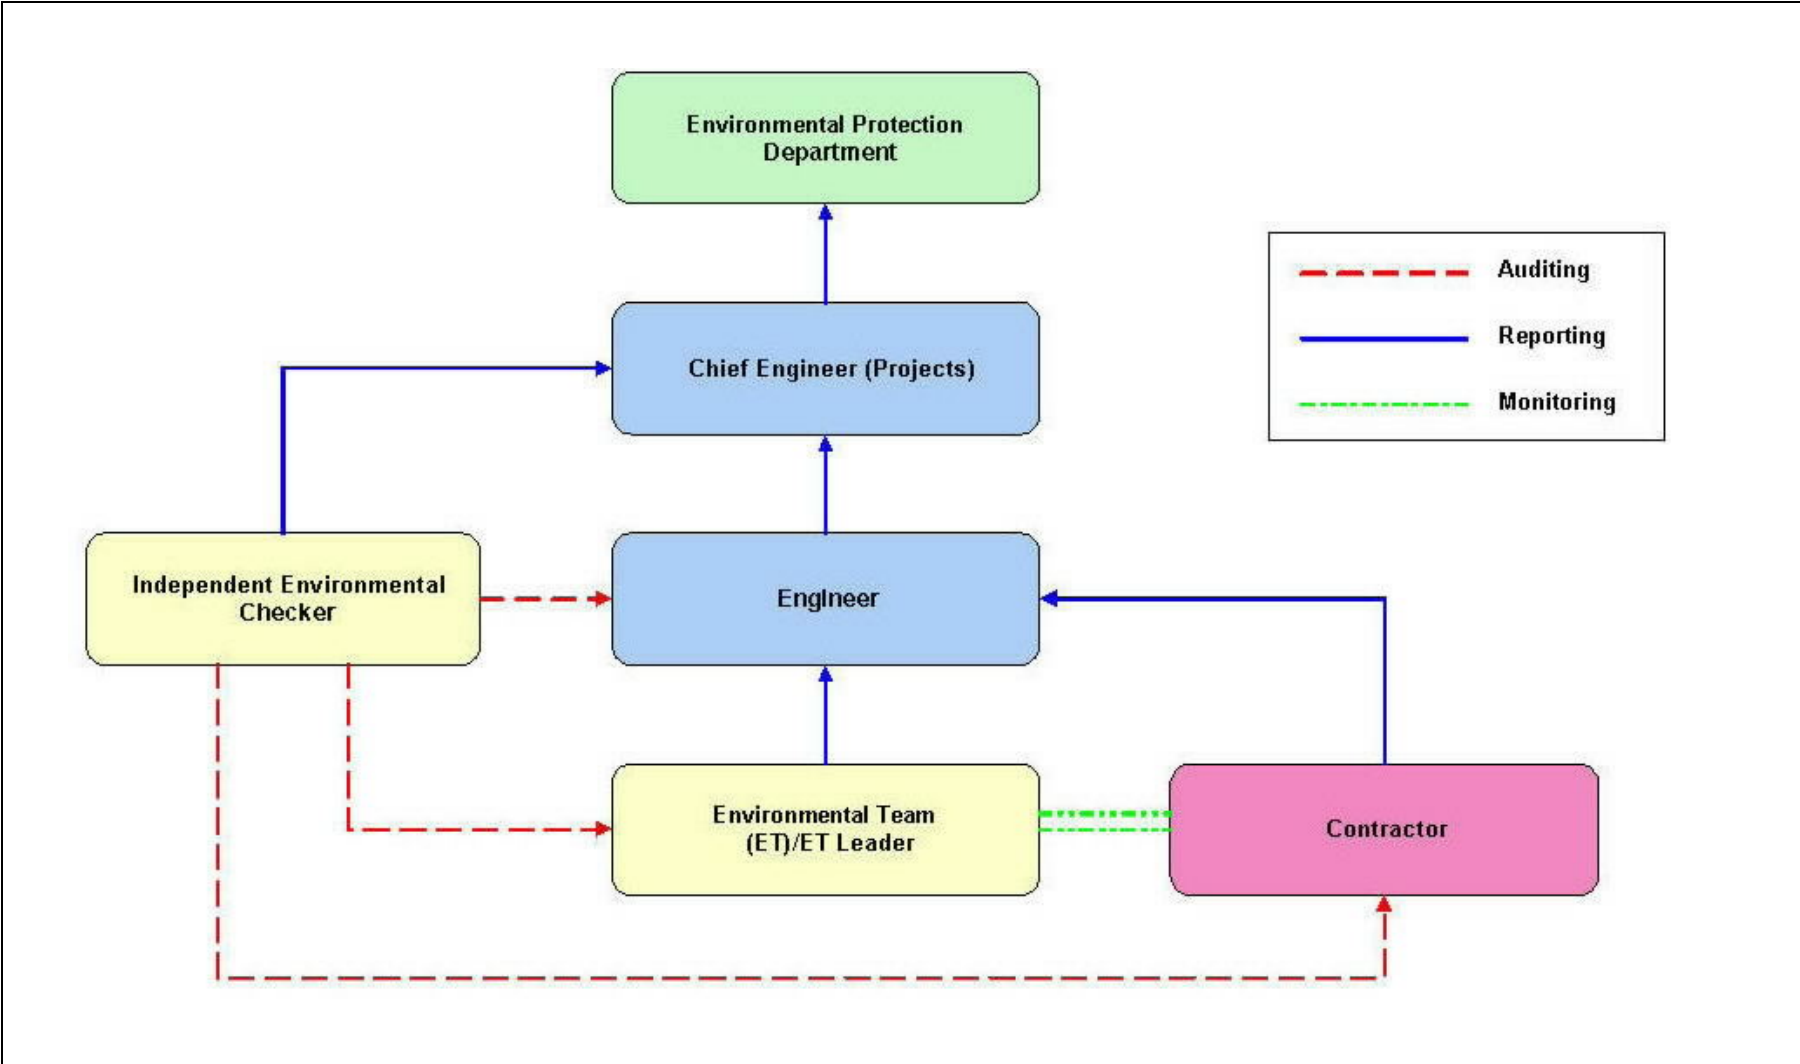 Environmental Protection
Department
Auditing
Reporting
Monitoring
Chief Engineer (Projects)
Independent Environmental
Checker
EngIneer
Environmental Team
(ET)/ET Leader
Contractor